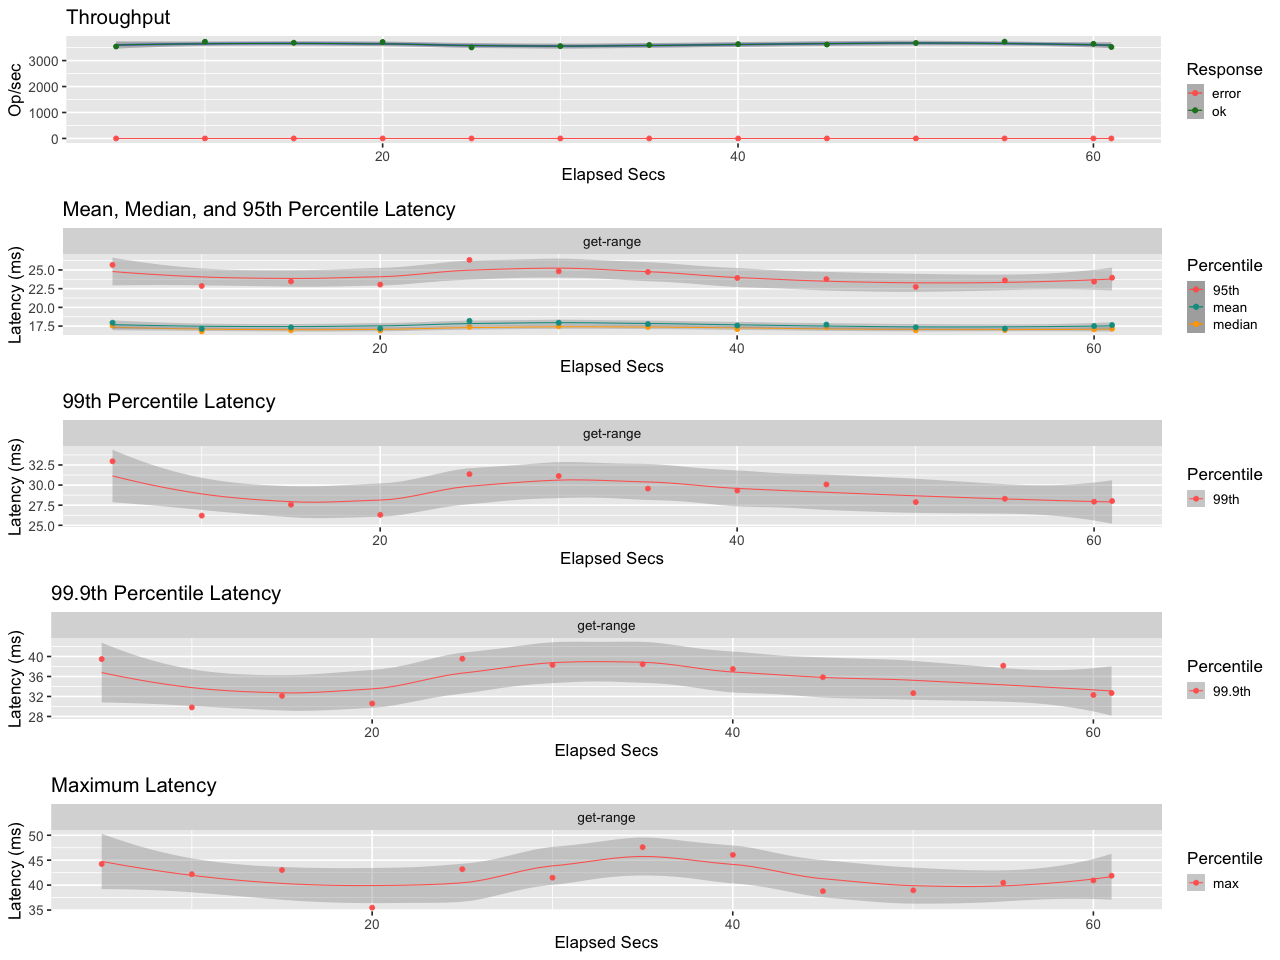 Throughput
Op/sec
3000
2000
1000
0
20
40
60
Elapsed Secs
Response
error
ok
Mean, Median, and 95th Percentile Latency
get-range
Latency (ms)
25.0
22.5
20.0
17.5
20
40
60
Elapsed Secs
Percentile
95th
mean
median
99th Percentile Latency
get-range
Latency (ms)
32.5
30.0
27.5
25.0
20
40
60
Elapsed Secs
Percentile
99th
99.9th Percentile Latency
get-range
Latency (ms)
40
36
32
28
20
40
60
Elapsed Secs
Percentile
99.9th
Maximum Latency
get-range
Latency (ms)
50
45
40
35
20
40
60
Elapsed Secs
Percentile
max